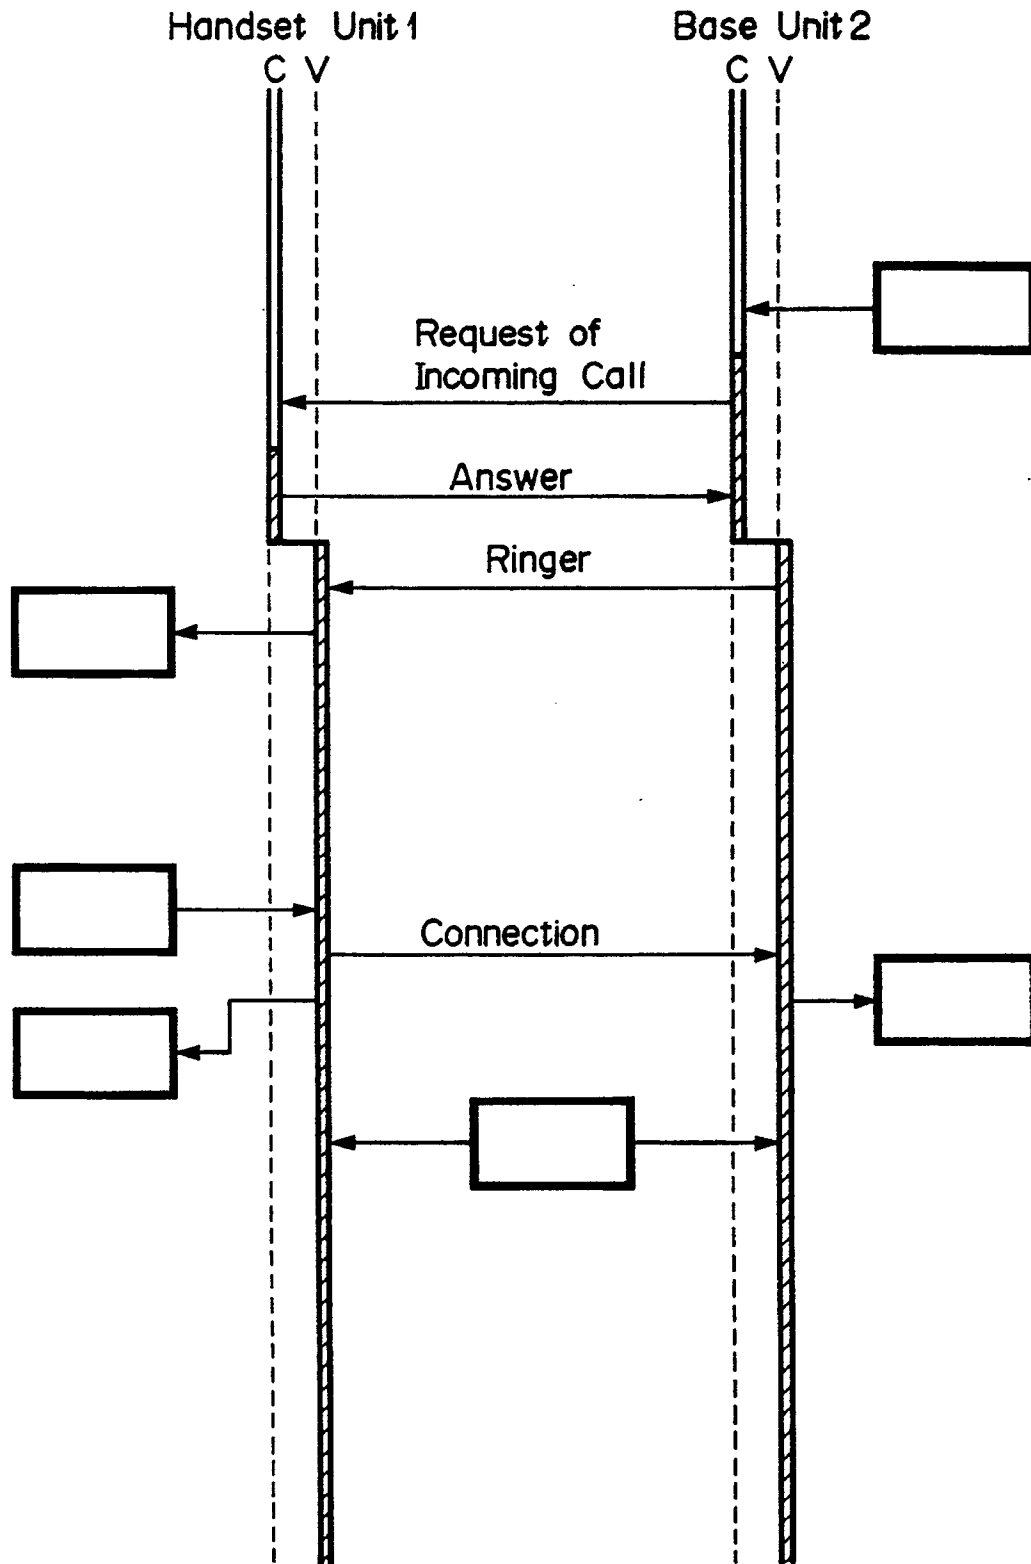 Handset Unit 1
Base Unit 2
C V
C V
Request of
Incoming Call
Answer
Ringer
Connection